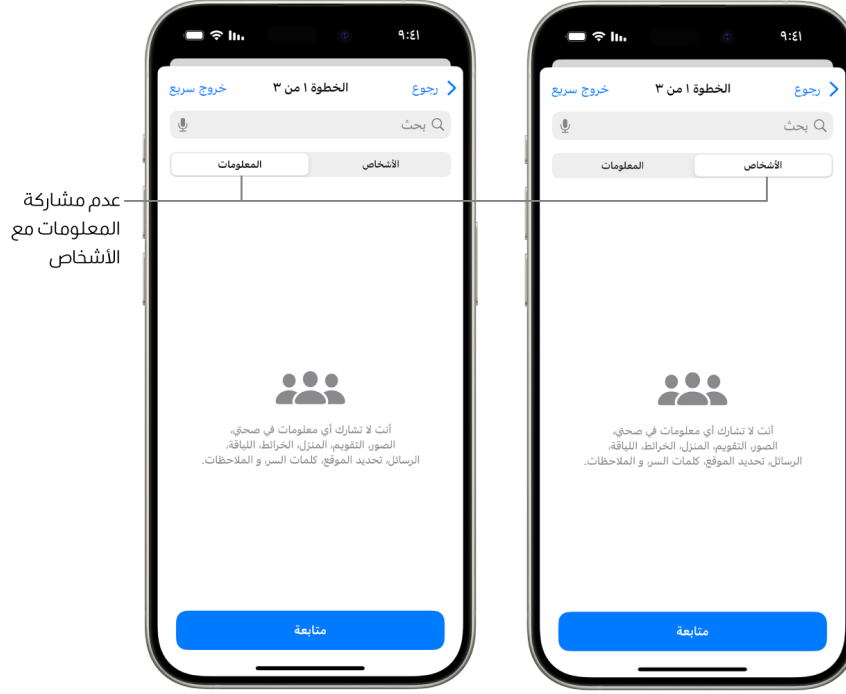 ٩:٤١
رجوع
الخطوة ١ من ٣
خروج سريع
بحث
الأشخاص
المعلومات
أنت لا تشارك أي معلومات في صحتي،
الصور، التقويم، المنزل، الخرائط، اللياقة،
الرسائل، تحديد الموقع، كلمات السر، و الملاحظات.
متابعة
٩:٤١
رجوع
الخطوة ١ من ٣
خروج سريع
بحث
الأشخاص
المعلومات
أنت لا تشارك أي معلومات في صحتي،
الصور، التقويم، المنزل، الخرائط، اللياقة،
الرسائل، تحديد الموقع، كلمات السر، و الملاحظات.
متابعة
عدم مشاركة
المعلومات مع
الأشخاص